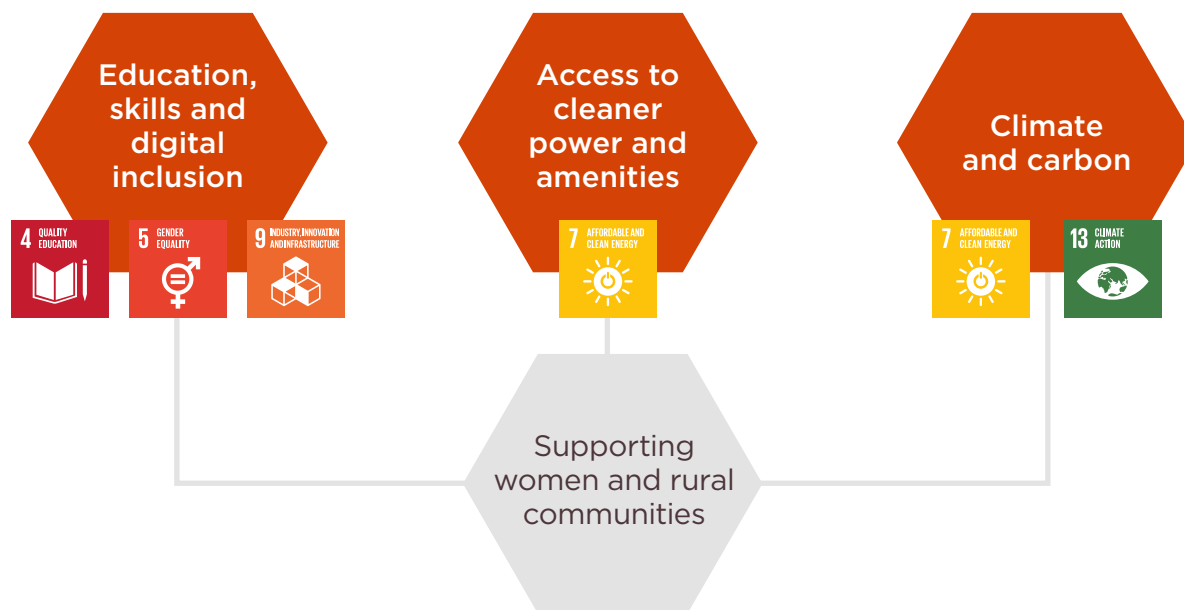 Education,
skills and
digital
inclusion
Access to
cleaner
power and
amenities
Climate
and carbon
4 QUALITY
EDUCATION
5 GENDER
EQUALITY
9 INDUSTRY, INNOVATION
AND INFRASTRUCTURE
7 AFFORDABLE AND
CLEAN ENERGY
7 AFFORDABLE AND
CLEAN ENERGY
13 CLIMATE
ACTION
Supporting
women and rural
communities